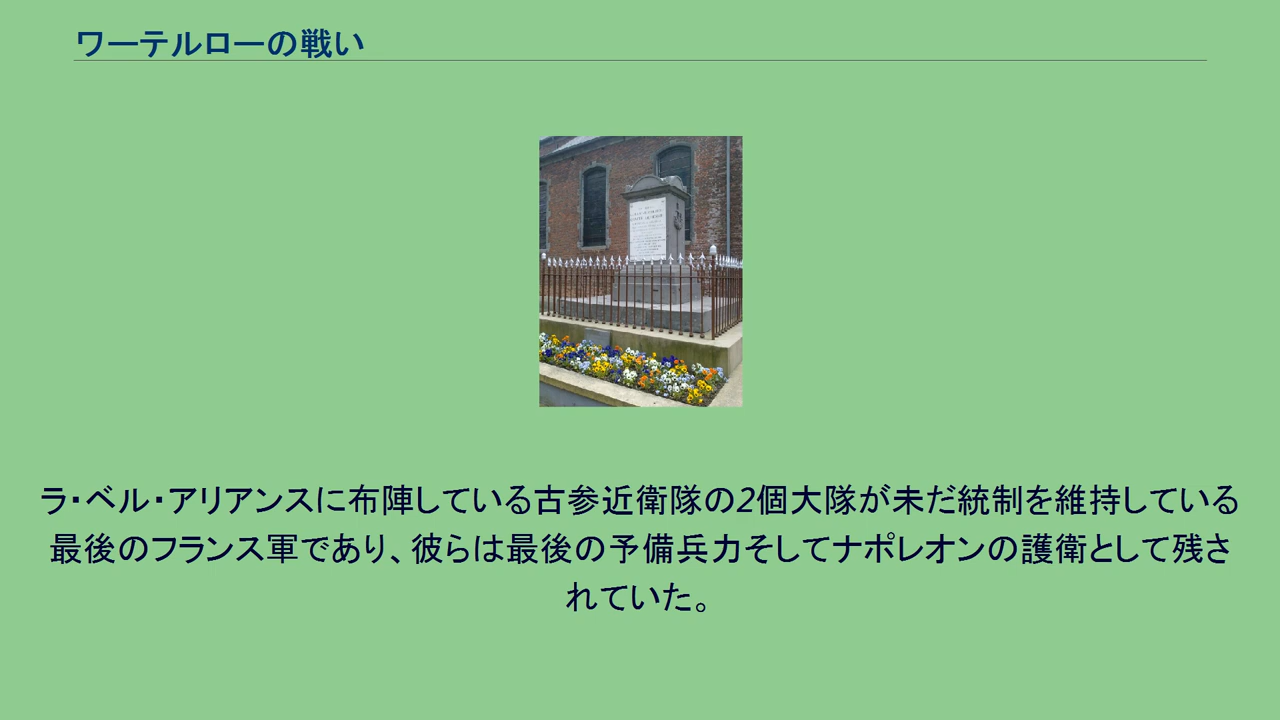 ワーテルローの戦い
ラ・ベル・アリアンスに布陣している古参近衛隊の2個大隊が未だ統制を維持している
最後のフランス軍であり、彼らは最後の予備兵力そしてナポレオンの護衛として残さ
れていた。